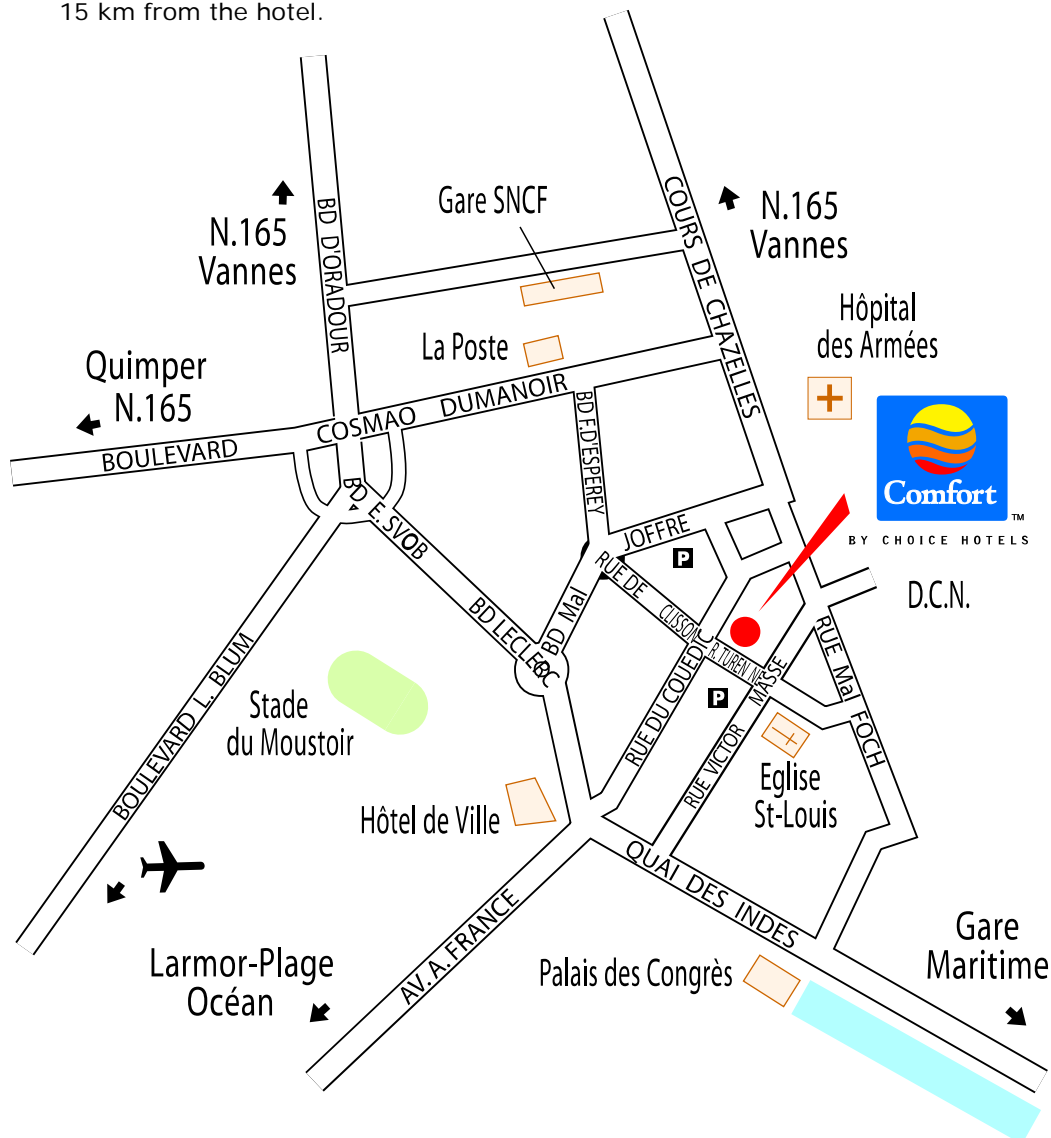 15 km from the hotel.
Gare SNCF
N.165
Vannes
N.165
Vannes
BD D'ORADOUR
COURS DE CHAZELLES
Hôpital
des Armées
La Poste
Quimper
N.165
BOULEVARD COSMAO DUMANOIR
BD F.D'ESPEREY
Comfort
™
BY CHOICE HOTELS
BD E. SVOB
JOFFRE
P
D.C.N.
RUE DE CLISSON
R. TURENNE
BD LECLERC
BD Mal
MASSE
RUE Mal FOCH
P
BOULEVARD L. BLUM
Stade
du Moustoir
RUE DU COUEDIC
RUE VICTOR
Eglise
St-Louis
Hôtel de Ville
QUAI DES INDES
AV. A. FRANCE
Gare
Maritime
Larmor-Plage
Océan
Palais des Congrès